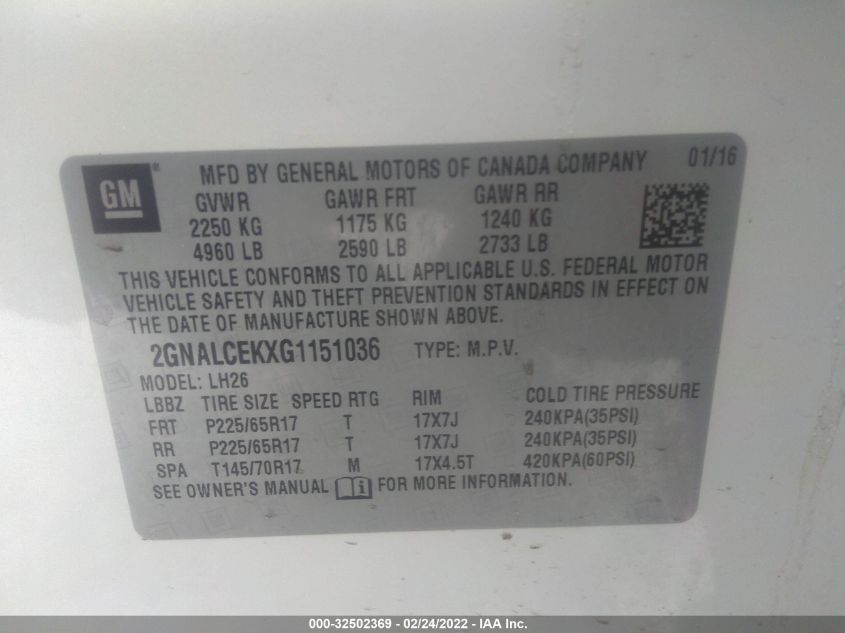 GM® MFD BY GENERAL MOTORS OF CANADA COMPANY 01/16
GVWR GAWR FRT GAWR RR
2250 KG 1175 KG 1240 KG
4960 LB 2590 LB 2733 LB
THIS VEHICLE CONFORMS TO ALL APPLICABLE U.S. FEDERAL MOTOR
VEHICLE SAFETY AND THEFT PREVENTION STANDARDS IN EFFECT ON
THE DATE OF MANUFACTURE SHOWN ABOVE.
2GNALCEKXG1151036 TYPE: M.P.V.
MODEL: LH26
LBBZ TIRE SIZE SPEED RTG RIM COLD TIRE PRESSURE
FRT P225/65R17 T 17X7J 240KPA(35PSI)
RR P225/65R17 T 17X7J 240KPA(35PSI)
SPA T145/70R17 M 17X4.5T 420KPA(60PSI)
SEE OWNER'S MANUAL i FOR MORE INFORMATION.
000-32502369 - 02/24/2022 - IAA Inc.